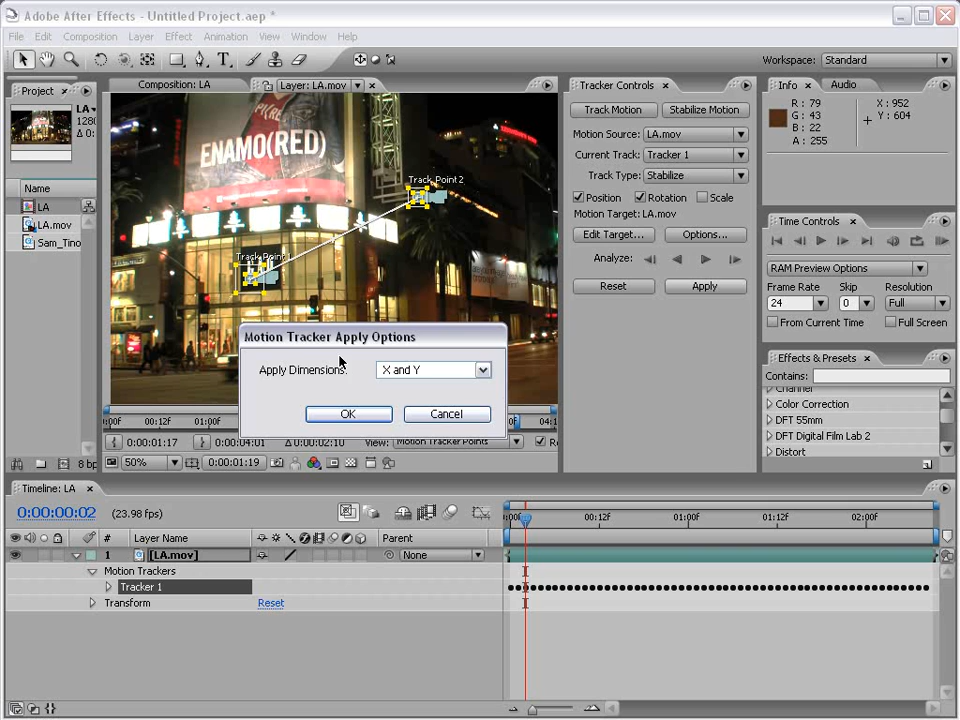 Adobe After Effects - Untitled Project.aep *
File Edit Composition Layer Effect Animation View Window Help
Workspace: Standard
Project
LA
1280
Δ 0:
Name
LA
LA.mov
Sam_Tino
8 bp
Composition: LA
Layer: LA.mov
ENAMO(RED)
Track Point 2
Track Point 1
Motion Tracker Apply Options
Apply Dimensions: X and Y
OK Cancel
00f 00:12f
0:00:01:17 0:00:04:01 Δ 0:00:02:10 View: Motion Tracker Points
50% 0:00:01:19
Tracker Controls
Track Motion Stabilize Motion
Motion Source: LA.mov
Current Track: Tracker 1
Track Type: Stabilize
Position Rotation Scale
Motion Target: LA.mov
Edit Target... Options...
Analyze:
Reset Apply
Info Audio
R : 79
G : 43
B : 22
A : 255
X : 952
Y : 604
Time Controls
RAM Preview Options
Frame Rate Skip Resolution
24 0 Full
From Current Time Full Screen
Effects & Presets
Contains:
Channel
Color Correction
DFT 55mm
DFT Digital Film Lab 2
Distort
Timeline: LA
0:00:00:02 (23.98 fps)
# Layer Name Parent
1 [LA.mov] None
Motion Trackers
Tracker 1
Transform Reset
00f 00:12f 01:00f 01:12f 02:00f